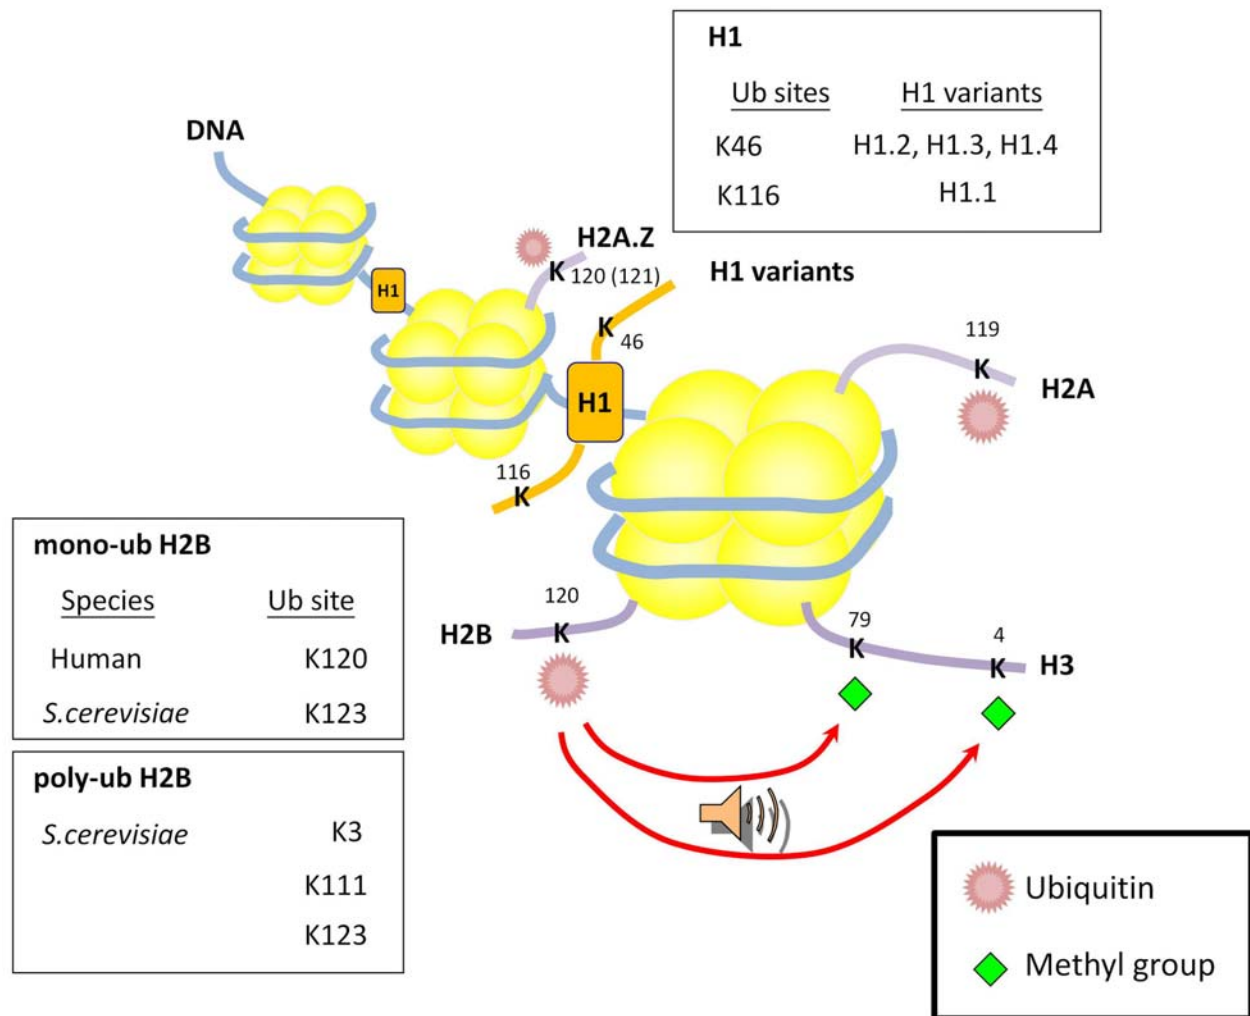 H1
Ub sites H1 variants
K46 H1.2, H1.3, H1.4
K116 H1.1
DNA
H2A.Z
K 120 (121)
H1 variants
H1
K 46
119
K
H2A
H1
116
K
mono-ub H2B
Species Ub site
Human K120
S.cerevisiae K123
120
H2B K
79
K
4
K H3
poly-ub H2B
S.cerevisiae K3
K111
K123
Ubiquitin
Methyl group